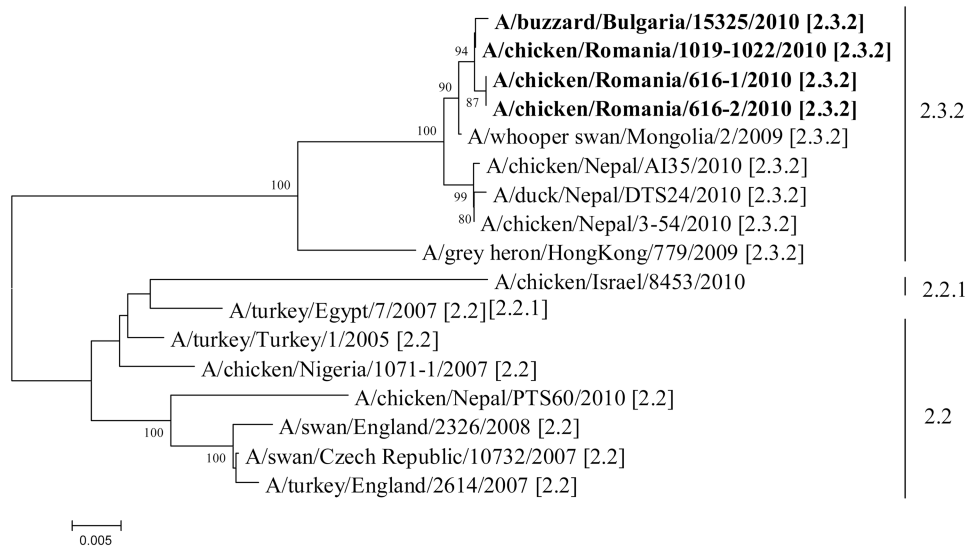 A/buzzard/Bulgaria/15325/2010 [2.3.2]
94
A/chicken/Romania/1019-1022/2010 [2.3.2]
A/chicken/Romania/616-1/2010 [2.3.2]
90
87
A/chicken/Romania/616-2/2010 [2.3.2]
2.3.2
100
A/whooper swan/Mongolia/2/2009 [2.3.2]
A/chicken/Nepal/AI35/2010 [2.3.2]
100
99
A/duck/Nepal/DTS24/2010 [2.3.2]
80
A/chicken/Nepal/3-54/2010 [2.3.2]
A/grey heron/HongKong/779/2009 [2.3.2]
A/chicken/Israel/8453/2010
2.2.1
A/turkey/Egypt/7/2007 [2.2][2.2.1]
A/turkey/Turkey/1/2005 [2.2]
A/chicken/Nigeria/1071-1/2007 [2.2]
A/chicken/Nepal/PTS60/2010 [2.2]
2.2
100
A/swan/England/2326/2008 [2.2]
100
A/swan/Czech Republic/10732/2007 [2.2]
A/turkey/England/2614/2007 [2.2]
0.005